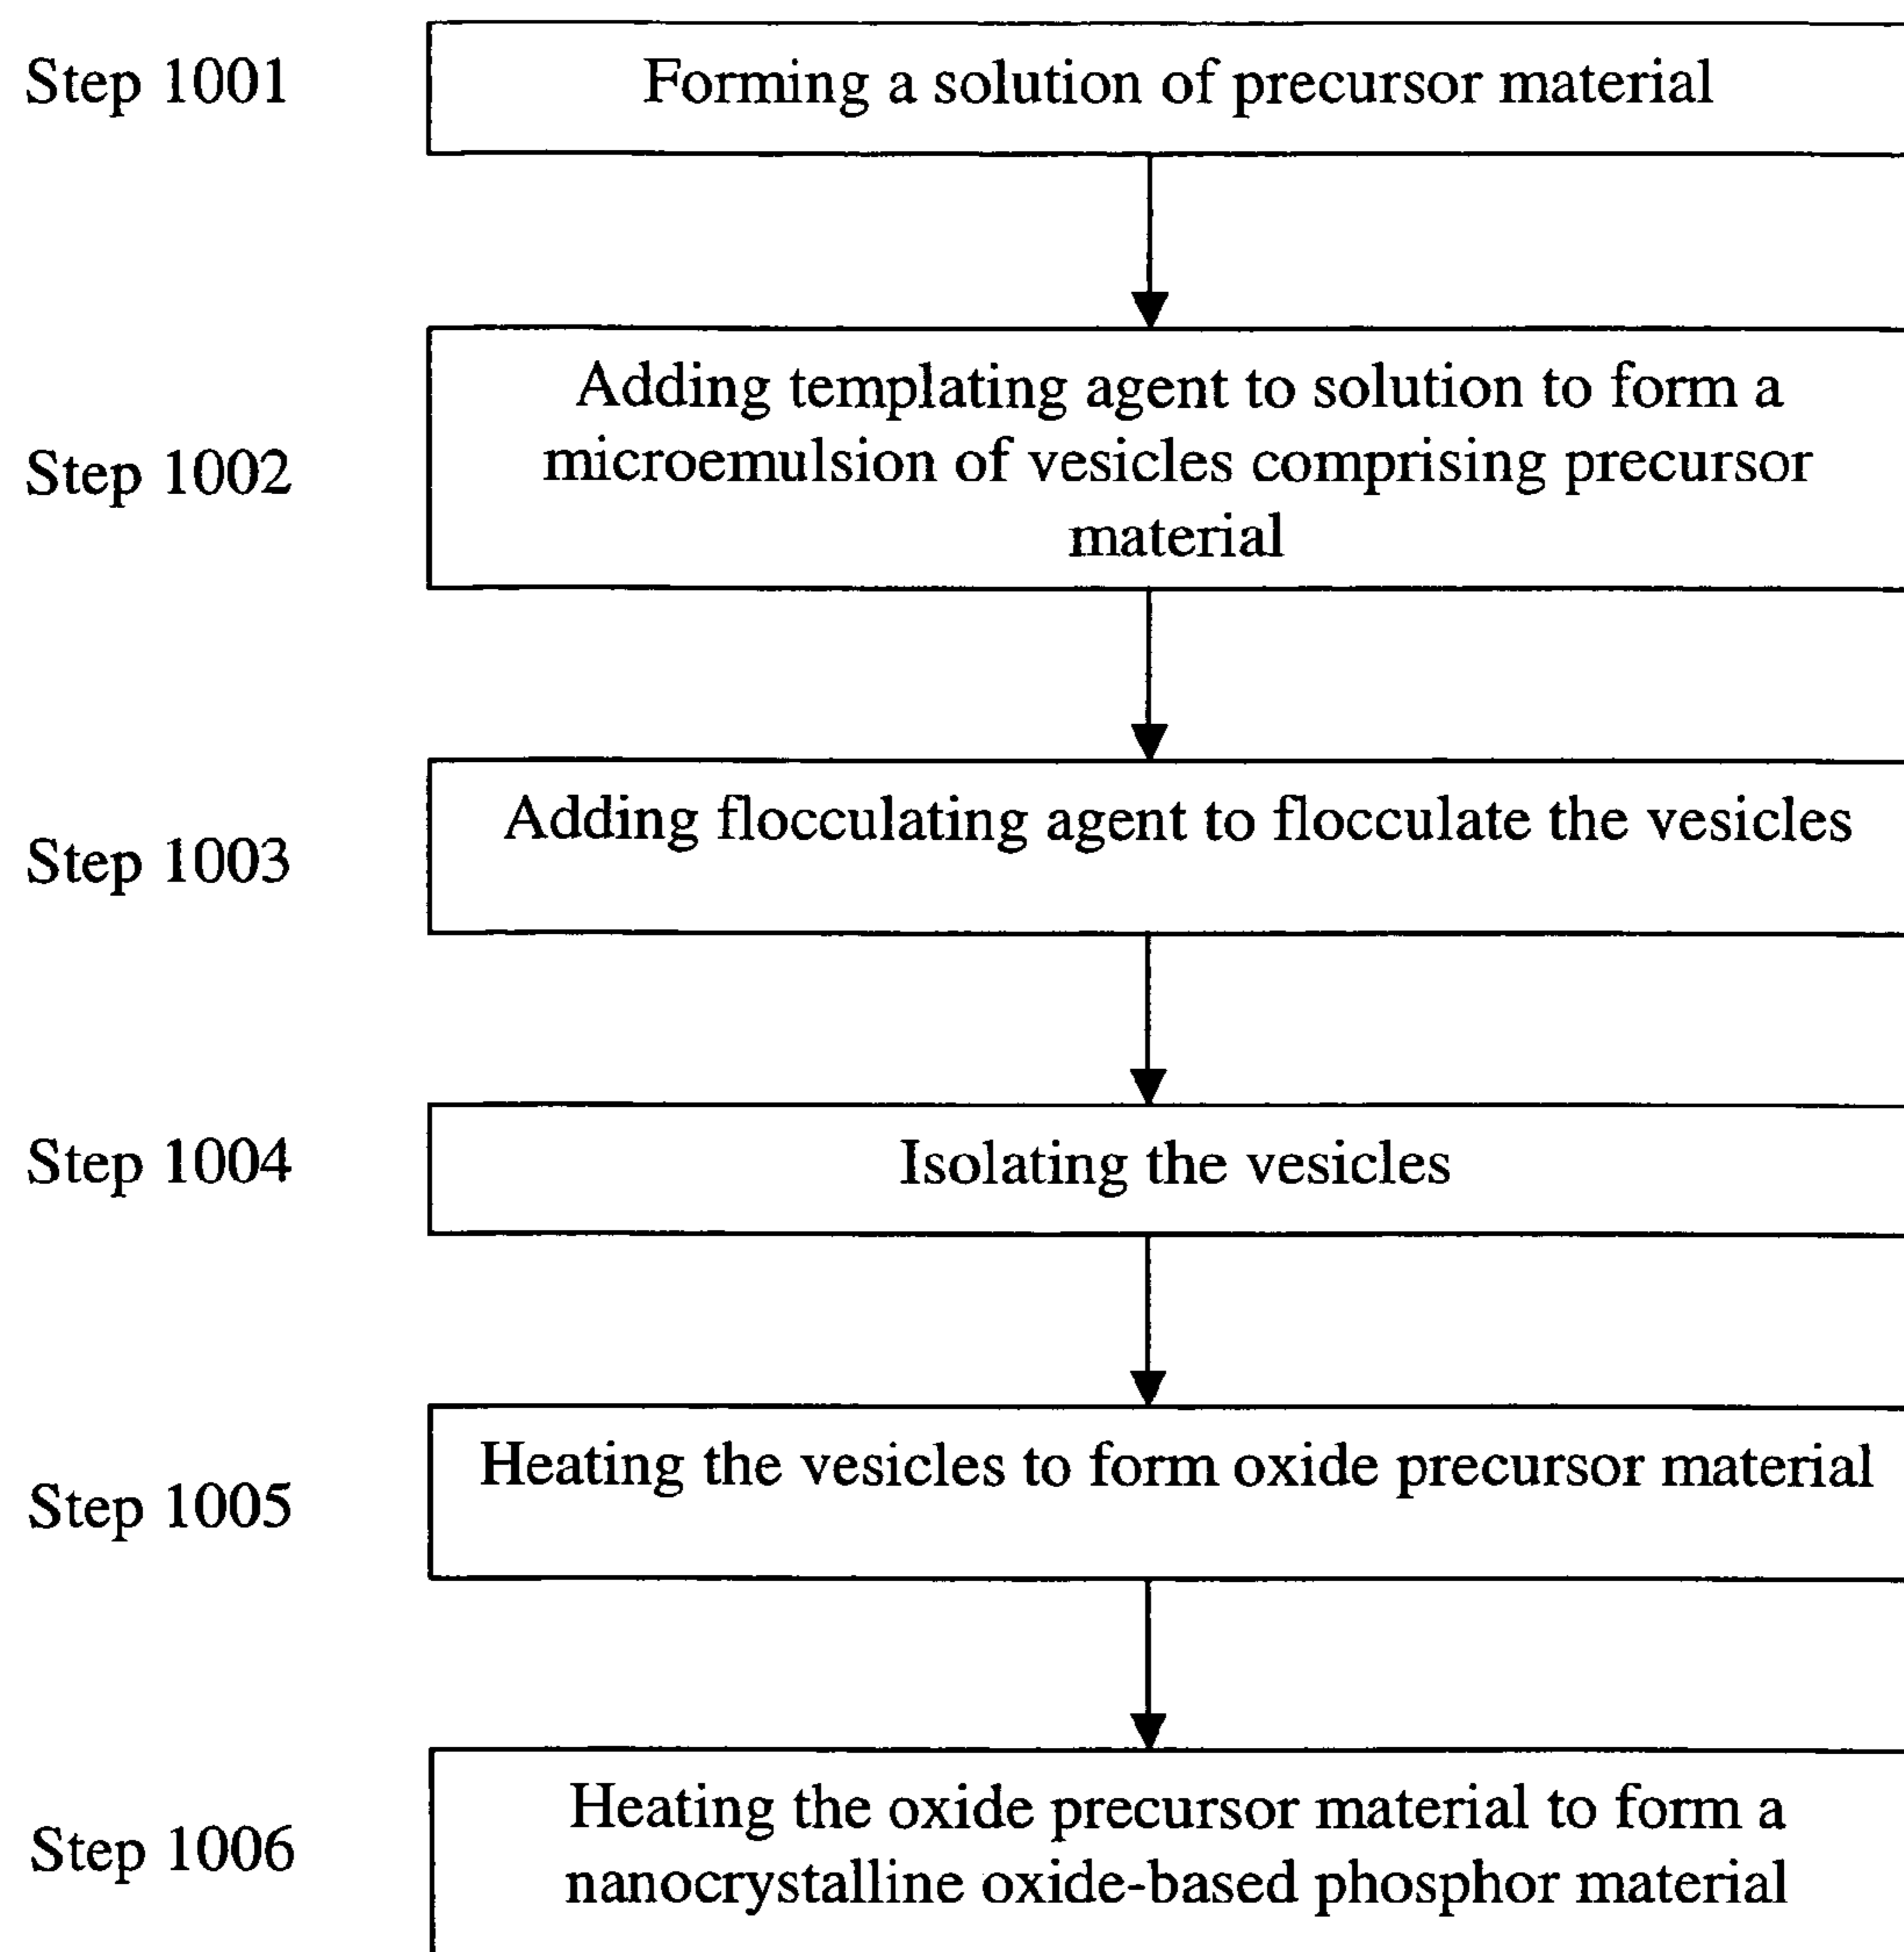 Step 1001
Forming a solution of precursor material
Step 1002
Adding templating agent to solution to form a
microemulsion of vesicles comprising precursor
material
Step 1003
Adding flocculating agent to flocculate the vesicles
Step 1004
Isolating the vesicles
Step 1005
Heating the vesicles to form oxide precursor material
Step 1006
Heating the oxide precursor material to form a
nanocrystalline oxide-based phosphor material